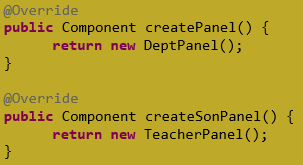 @Override
public Component createPanel() {
return new DeptPanel();
}
@Override
public Component createSonPanel() {
return new TeacherPanel();
}